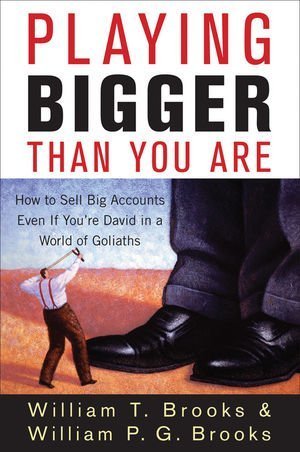 PLAYING
BIGGER
THAN YOU ARE
How to Sell Big Accounts
Even If You're David in a
World of Goliaths
William T. Brooks &
William P. G. Brooks